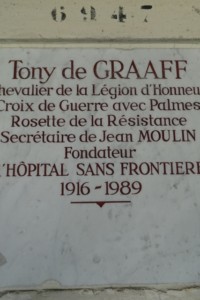 6947
Tony de GRAAFF
hevalier de la Légion d'Honneu
Croix de Guerre avec Palmes
Rosette de la Résistance
Secrétaire de Jean MOULIN
Fondateur
L'HÔPITAL SANS FRONTIERE
1916-1989